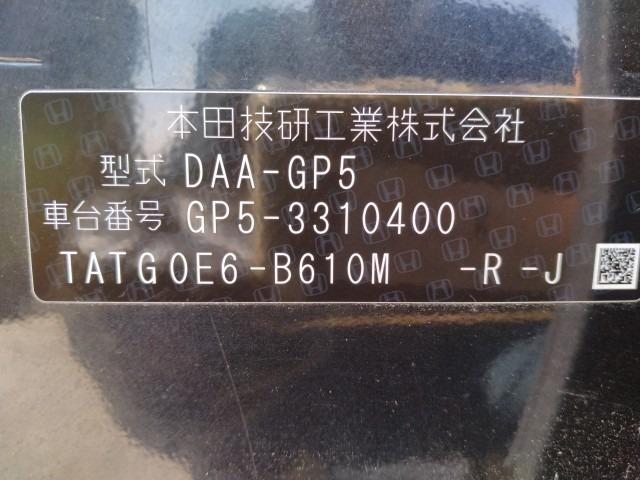 本田技研工業株式会社
型式 DAA-GP5
車台番号 GP5-3310400
TATG0E6-B610M -R -J